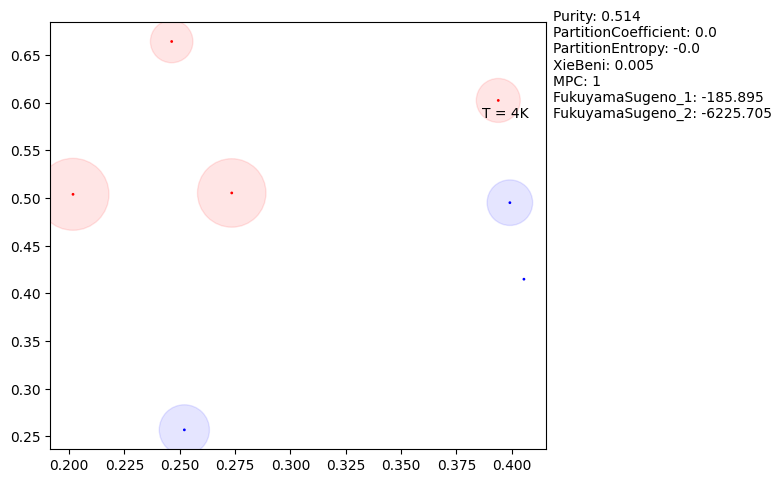 Purity: 0.514
PartitionCoefficient: 0.0
PartitionEntropy: -0.0
XieBeni: 0.005
MPC: 1
FukuyamaSugeno_1: -185.895
FukuyamaSugeno_2: -6225.705
T = 4K
0.65
0.60
0.55
0.50
0.45
0.40
0.35
0.30
0.25
0.200 0.225 0.250 0.275 0.300 0.325 0.350 0.375 0.400